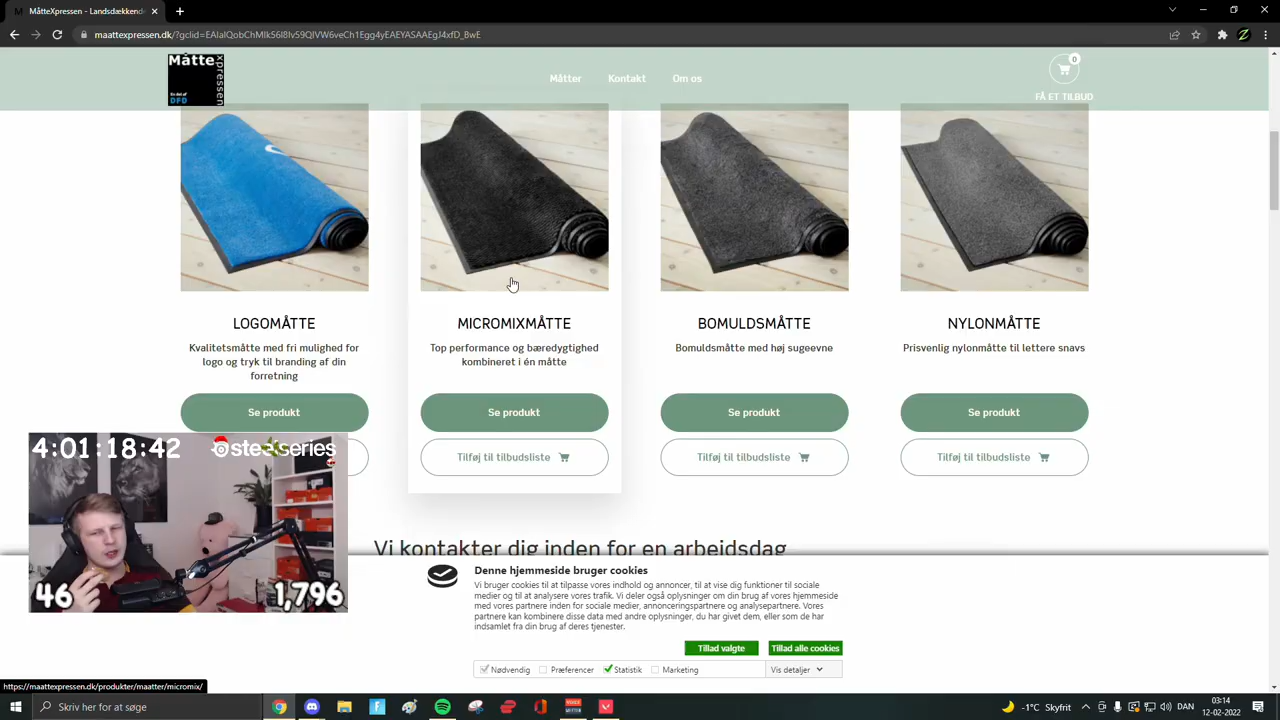 MåtteXpressen - Landsdækken
maattexpressen.dk/?gclid=EAIaIQobChMIk56I8Iv59QIVW6veCh1Egg4yEAEYASAAEgJ4xfD_BwE
Måtte
xpressen
En del af
DFD
Måtter
Kontakt
Om os
0
FÅ ET TILBUD
LOGOMÅTTE
Kvalitetsmåtte med fri mulighed for
logo og tryk til branding af din
forretning
Se produkt
MICROMIXMÅTTE
Top performance og bæredygtighed
kombineret i én måtte
Se produkt
Tilføj til tilbudsliste
BOMULDSMÅTTE
Bomuldsmåtte med høj sugeevne
Se produkt
Tilføj til tilbudsliste
NYLONMÅTTE
Prisvenlig nylonmåtte til lettere snavs
Se produkt
Tilføj til tilbudsliste
4:01:18:42
steelseries
46
1,796
Vi kontakter dig inden for en arbejdsdag
Denne hjemmeside bruger cookies
Vi bruger cookies til at tilpasse vores indhold og annoncer, til at vise dig funktioner til sociale
medier og til at analysere vores trafik. Vi deler også oplysninger om din brug af vores hjemmeside
med vores partnere inden for sociale medier, annonceringspartnere og analysepartnere. Vores
partnere kan kombinere disse data med andre oplysninger, du har givet dem, eller som de har
indsamlet fra din brug af deres tjenester.
Tillad valgte
Tillad alle cookies
Nødvendig
Præferencer
Statistik
Marketing
Vis detaljer
https://maattexpressen.dk/produkter/maatter/micromix/
Skriv her for at søge
-1°C Skyfrit
DAN
03:14
12-02-2022